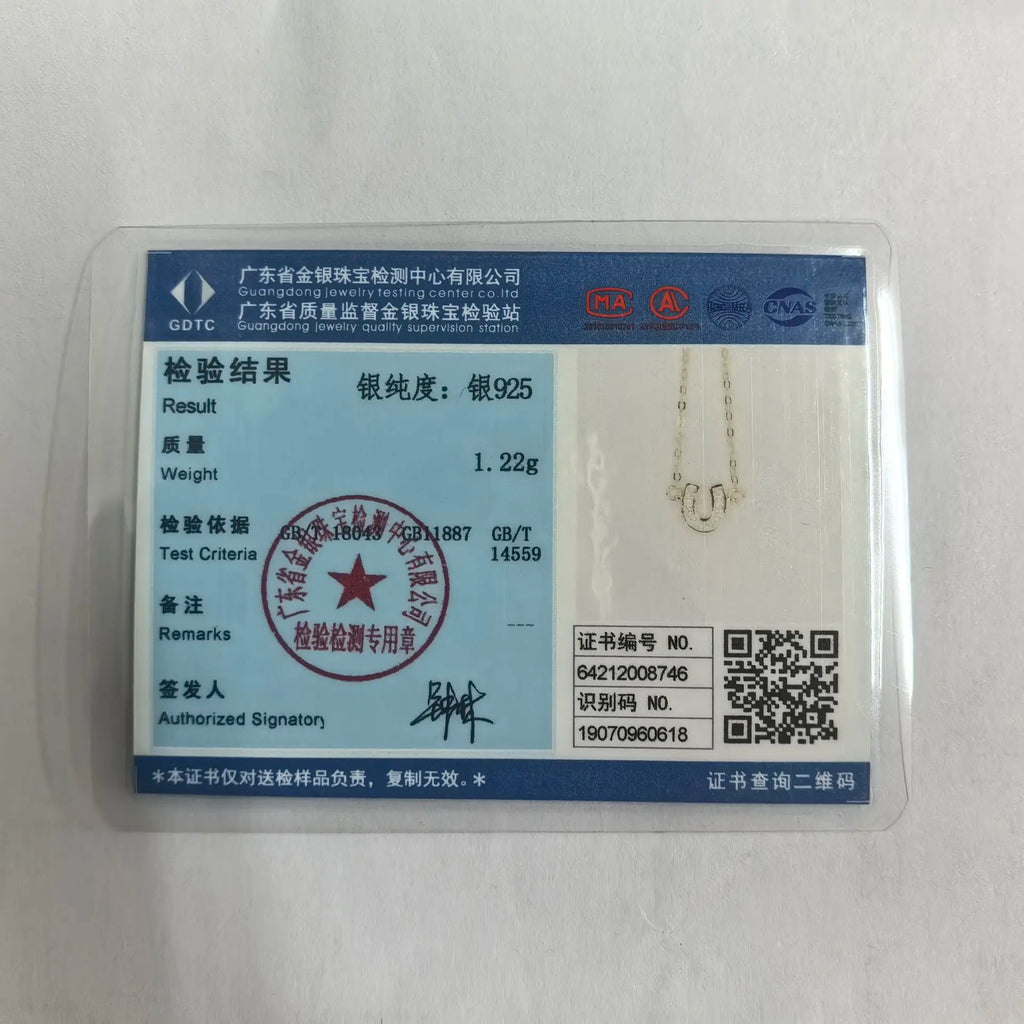 广东省金银珠宝检测中心有限公司
Guangdong jewelry testing center co.ltd
广东省质量监督金银珠宝检验站
Guangdong jewelry quality supervision station
GDTC
MA
AL
CNAS
检验结果
Result
银纯度：银925
质量
Weight
1.22g
检验依据
Test Criteria
GB/T 18043 GB11887 GB/T
14559
备注
Remarks
---
签发人
Authorized Signatory
广东省金银珠宝检测中心有限公司
检验检测专用章
证书编号 NO.
64212008746
识别码 NO.
19070960618
*本证书仅对送检样品负责，复制无效。*
证书查询二维码